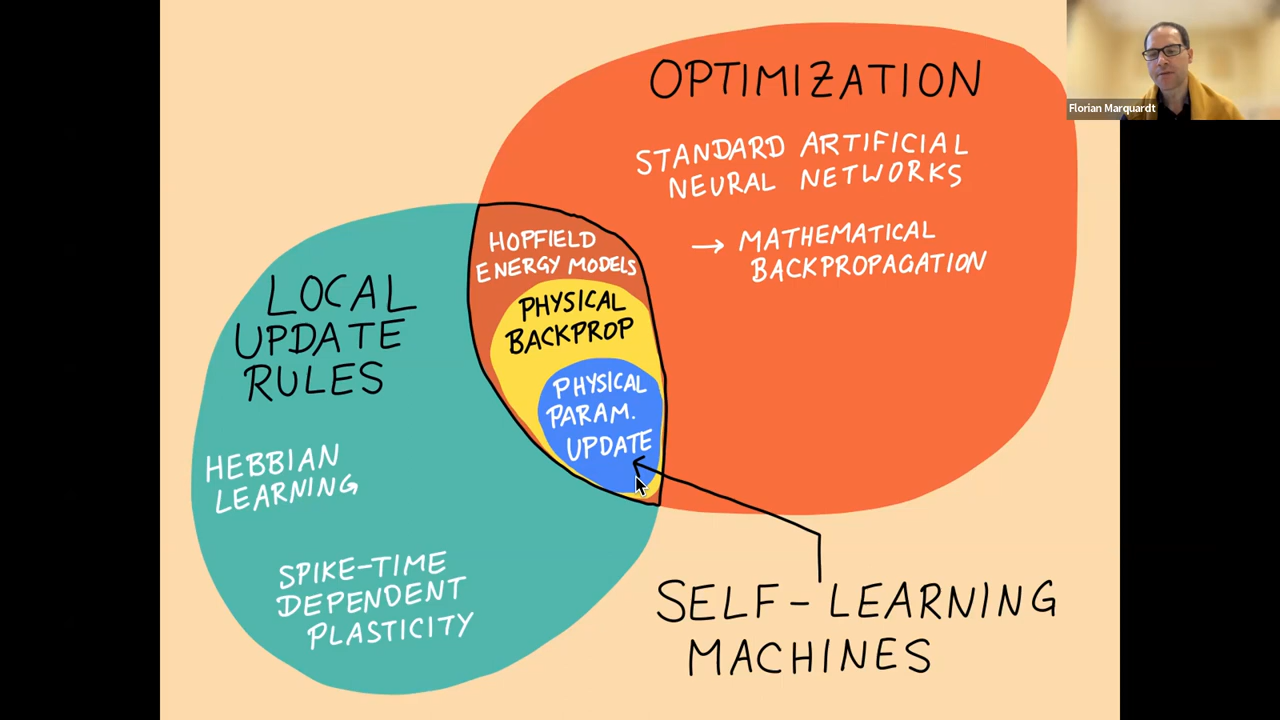 OPTIMIZATION
STANDARD ARTIFICIAL
NEURAL NETWORKS
→ MATHEMATICAL
BACKPROPAGATION
HOPFIELD
ENERGY MODELS
PHYSICAL
BACKPROP
PHYSICAL
PARAM.
UPDATE
LOCAL
UPDATE
RULES
HEBBIAN
LEARNING
SPIKE-TIME
DEPENDENT
PLASTICITY
SELF-LEARNING
MACHINES
Florian Marquardt